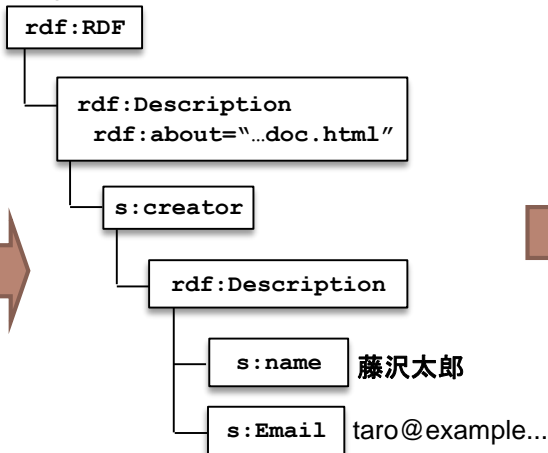 rdf:RDF
rdf:Description
rdf:about=“…doc.html”
s:creator
rdf:Description
s:name 藤沢太郎
s:Email taro@example...